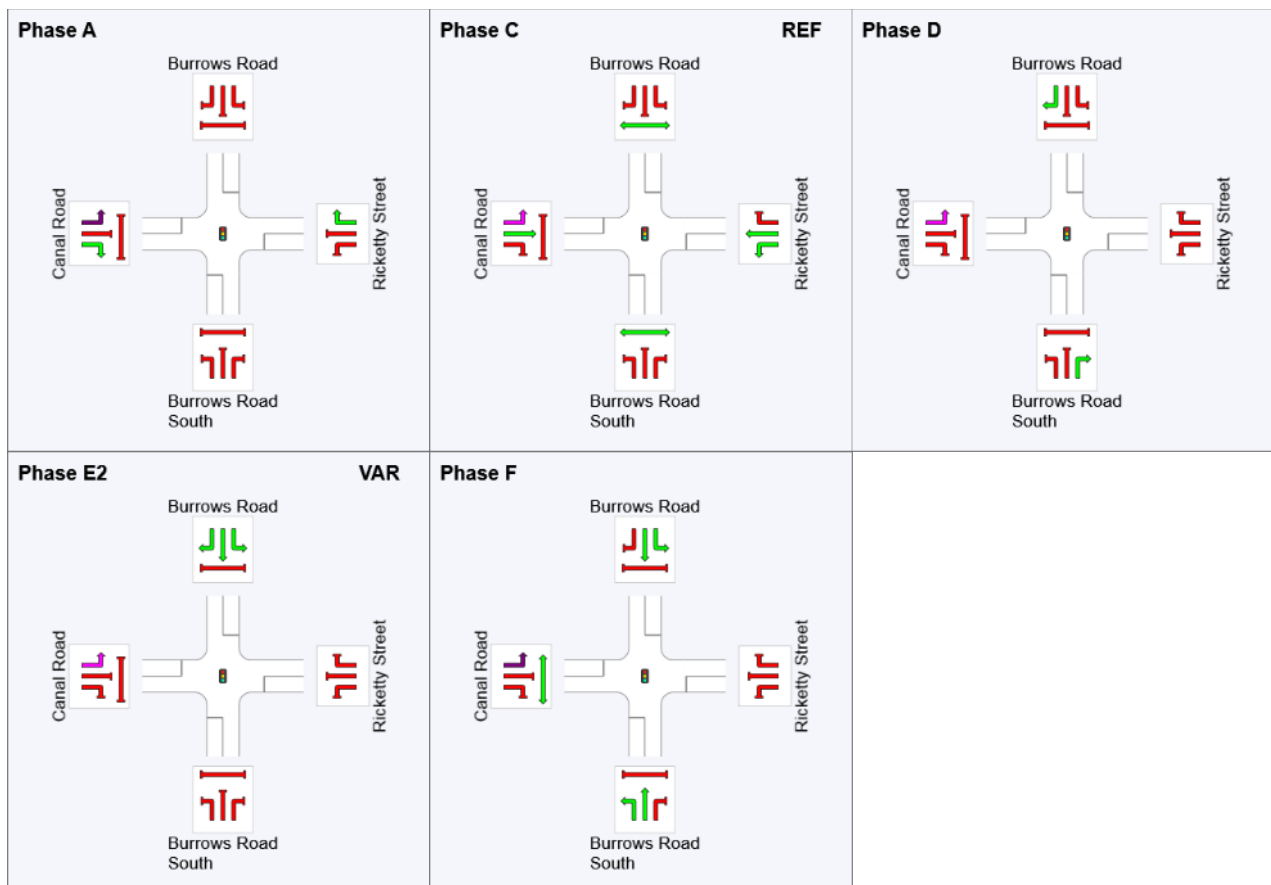 Phase A
Burrows Road
Canal Road
Ricketty Street
Burrows Road
South
Phase C REF
Burrows Road
Canal Road
Ricketty Street
Burrows Road
South
Phase D
Burrows Road
Canal Road
Ricketty Street
Burrows Road
South
Phase E2 VAR
Burrows Road
Canal Road
Ricketty Street
Burrows Road
South
Phase F
Burrows Road
Canal Road
Ricketty Street
Burrows Road
South